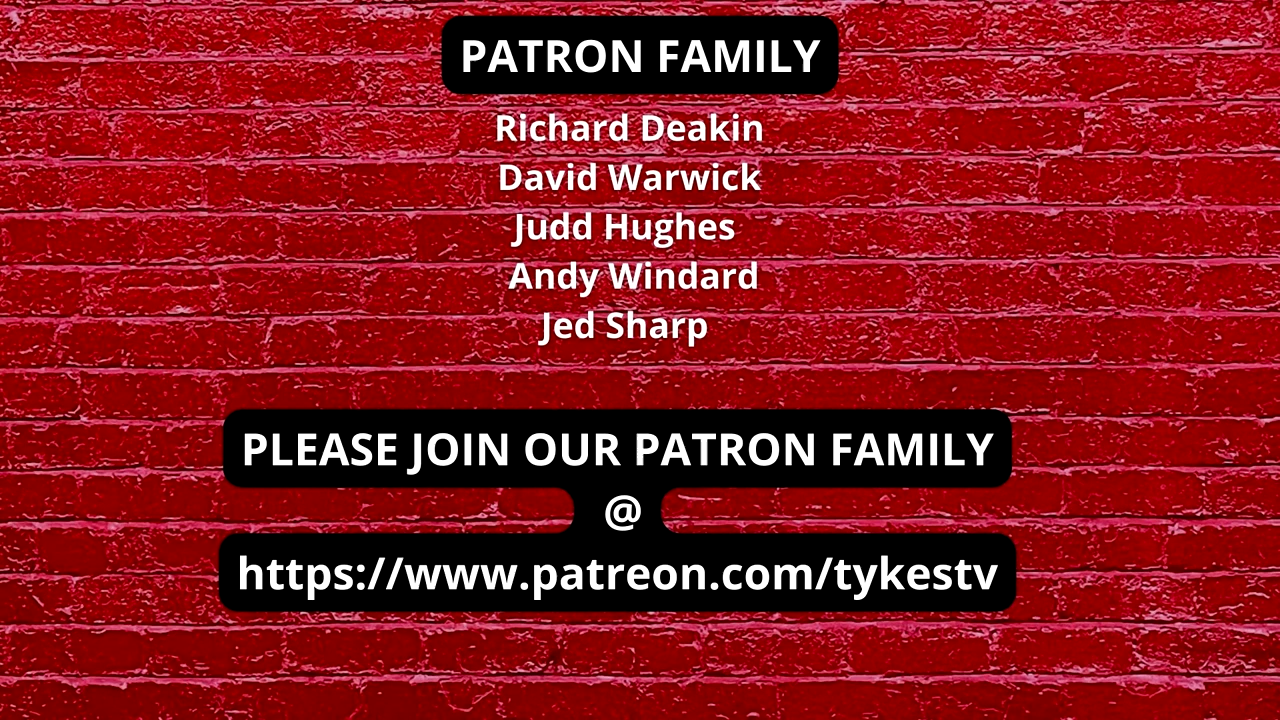 PATRON FAMILY
Richard Deakin
David Warwick
Judd Hughes
Andy Windard
Jed Sharp
PLEASE JOIN OUR PATRON FAMILY
@
https://www.patreon.com/tykestv